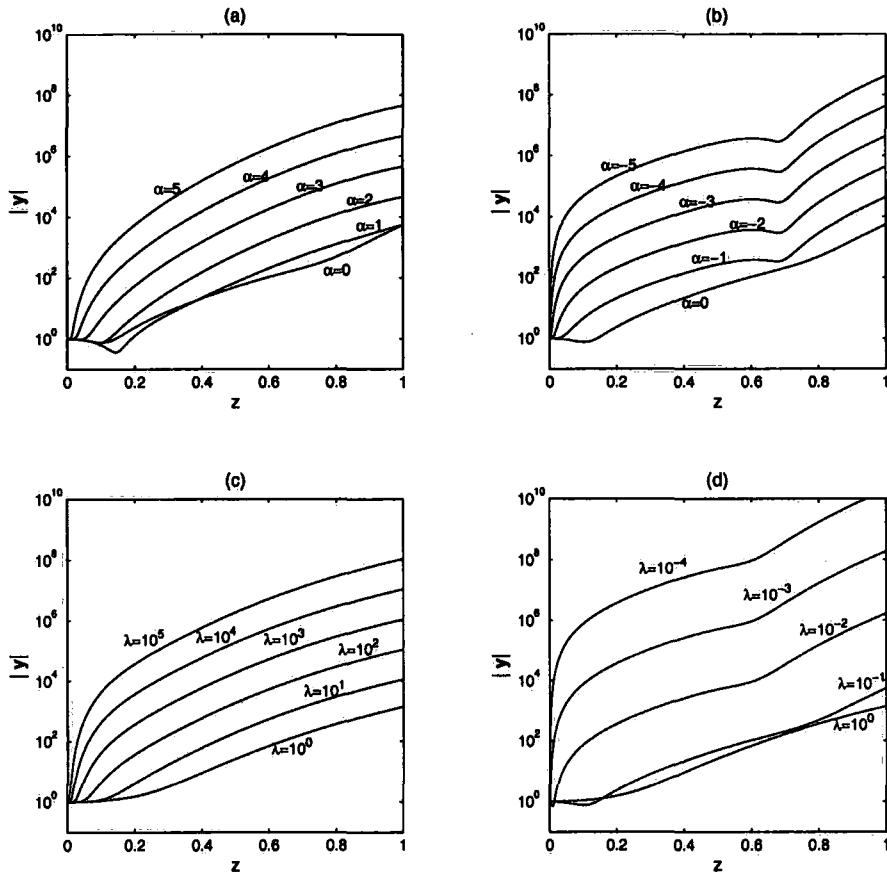 (a)
10^10
10^8
10^6
10^4
10^2
10^0
|y|
α=5
α=4
α=3
α=2
α=1
α=0
0
0.2
0.4
0.6
0.8
1
z
(b)
10^10
10^8
10^6
10^4
10^2
10^0
|y|
α=-5
α=-4
α=-3
α=-2
α=-1
α=0
0
0.2
0.4
0.6
0.8
1
z
(c)
10^10
10^8
10^6
10^4
10^2
10^0
|y|
λ=10^5
λ=10^4
λ=10^3
λ=10^2
λ=10^1
λ=10^0
0
0.2
0.4
0.6
0.8
1
z
(d)
10^10
10^8
10^6
10^4
10^2
10^0
|y|
λ=10^-4
λ=10^-3
λ=10^-2
λ=10^-1
λ=10^0
0
0.2
0.4
0.6
0.8
1
z